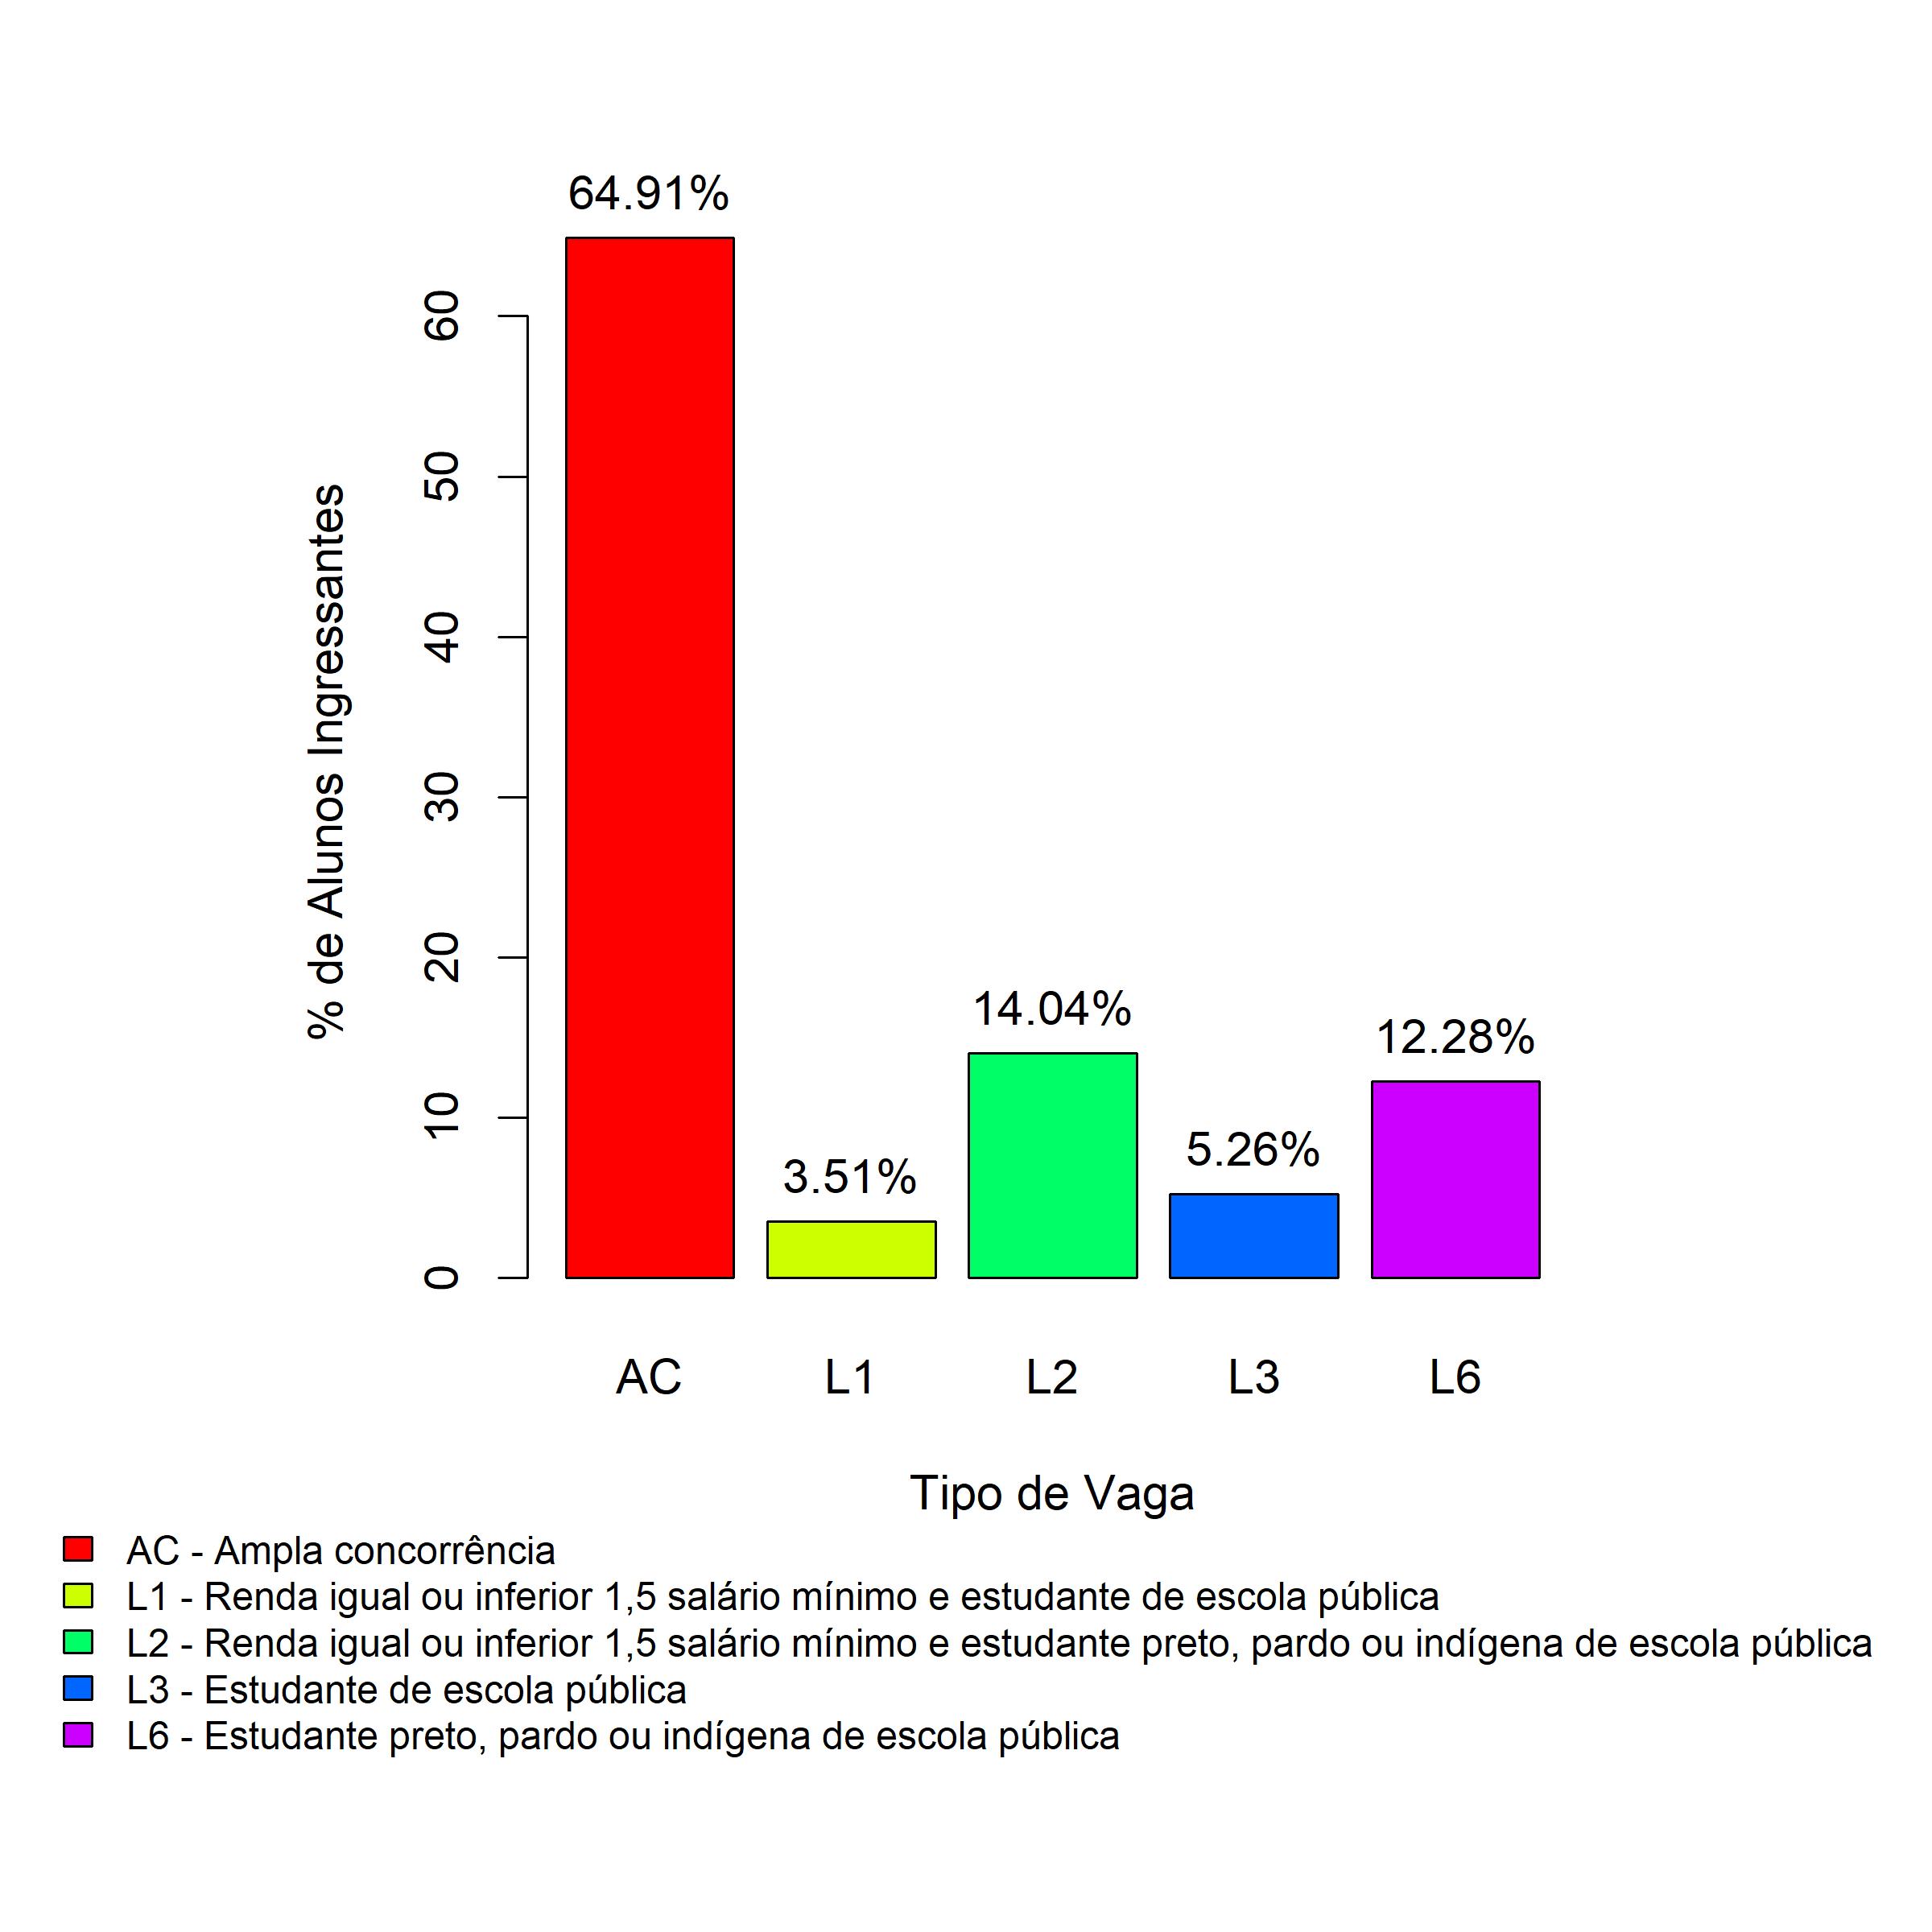 64.91%
60
50
40
30
20
10
0
% de Alunos Ingressantes
14.04%
12.28%
5.26%
3.51%
AC L1 L2 L3 L6
Tipo de Vaga
AC - Ampla concorrência
L1 - Renda igual ou inferior 1,5 salário mínimo e estudante de escola pública
L2 - Renda igual ou inferior 1,5 salário mínimo e estudante preto, pardo ou indígena de escola pública
L3 - Estudante de escola pública
L6 - Estudante preto, pardo ou indígena de escola pública